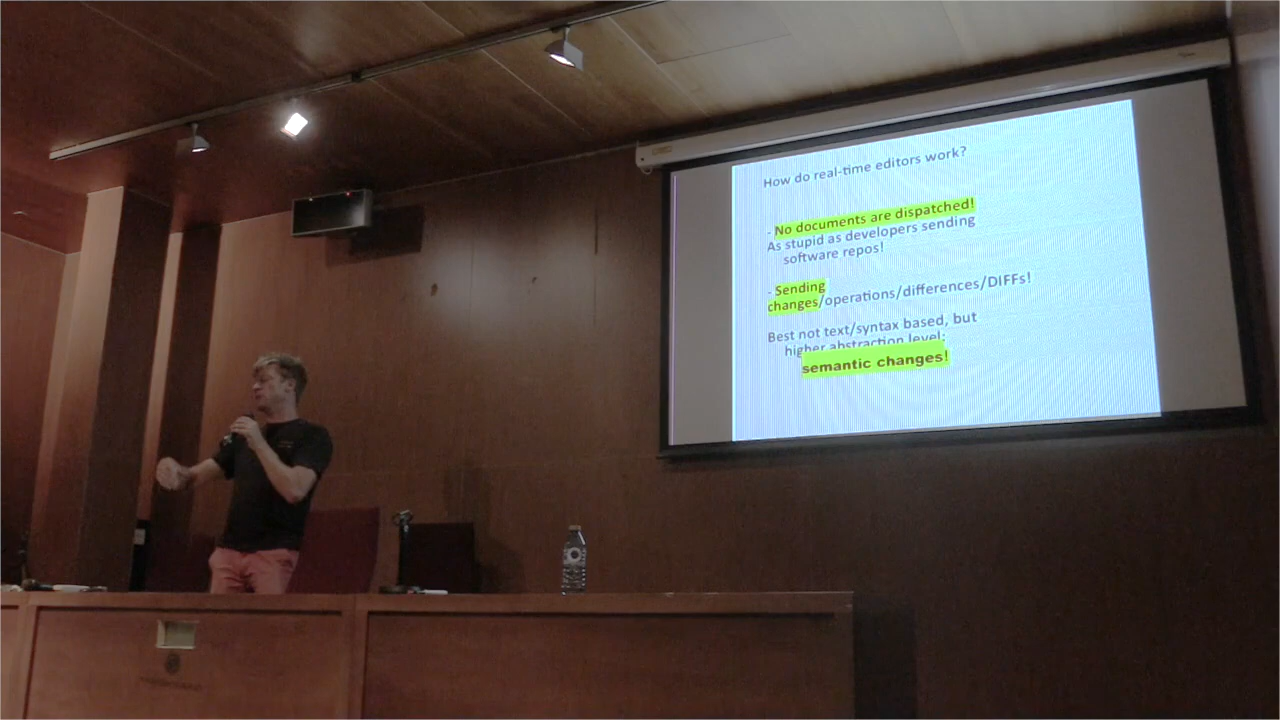 How do real-time editors work?
- No documents are dispatched!
As stupid as developers sending
software repos!
- Sending
changes/operations/differences/DIFFs!
Best not text/syntax based, but
higher abstraction level:
semantic changes!